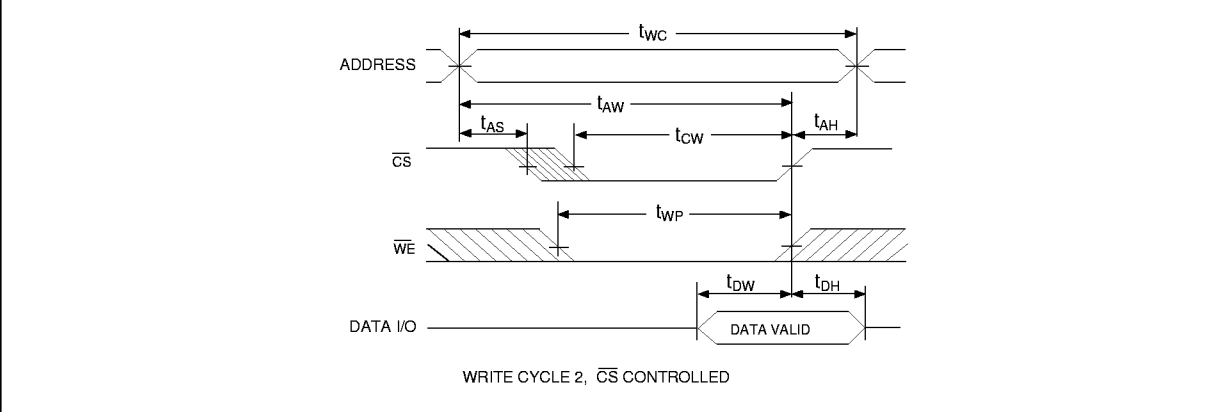 tWC
ADDRESS
tAW
tAS
tAH
tCW
CS
tWP
WE
tDW
tDH
DATA I/O
DATA VALID
WRITE CYCLE 2, CS CONTROLLED